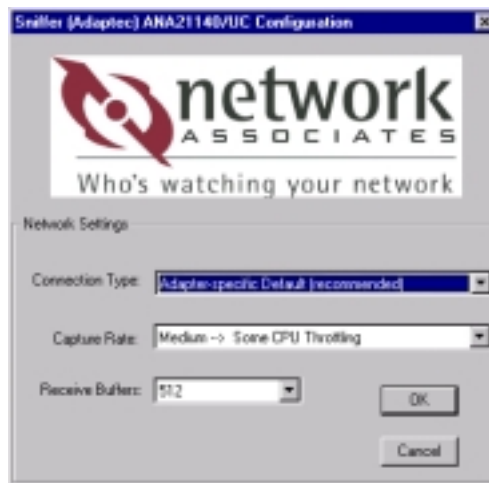 Sniffer (Adaptec) ANA21140/UC Configuration
network
ASSOCIATES
Who's watching your network
Network Settings
Connection Type: Adapter-specific Default (recommended)
Capture Rate: Medium --> Some CPU Throttling
Receive Buffers: 512
OK
Cancel